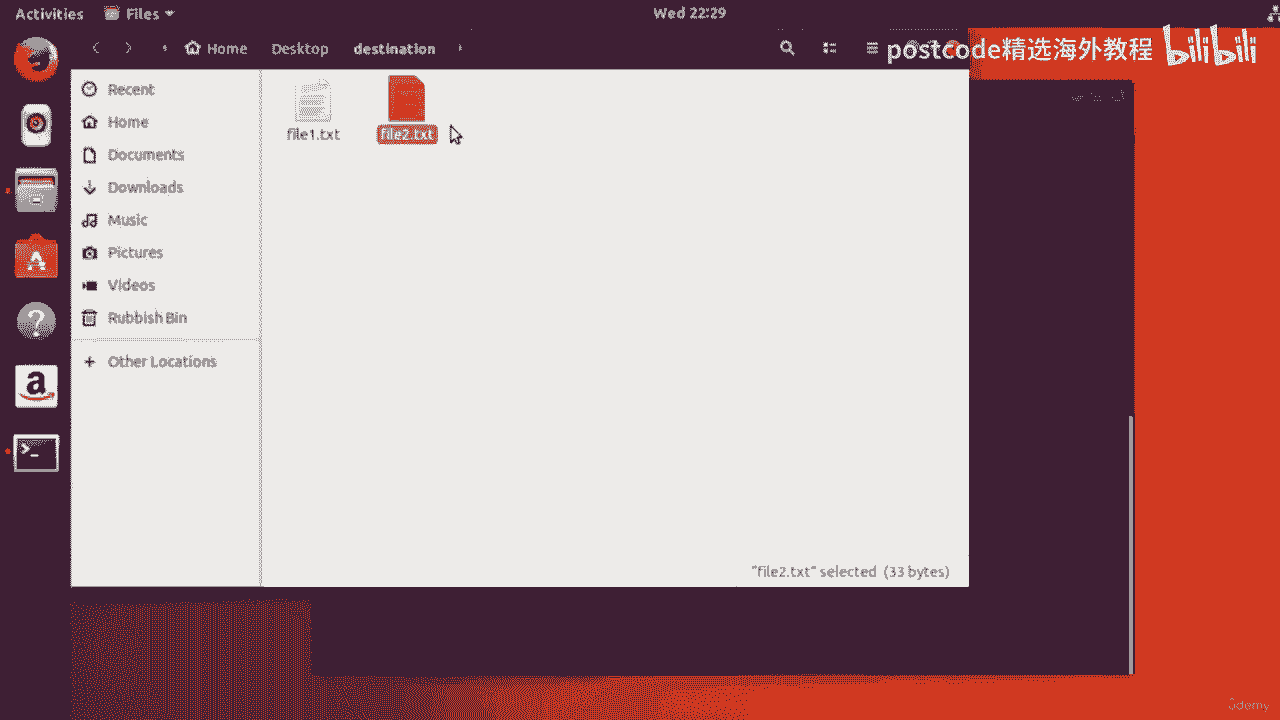 Activities Files Wed 22:29
Home Desktop destination
postcode精选海外教程 bilibili
Recent
Home
Documents
Downloads
Music
Pictures
Videos
Rubbish Bin
Other Locations
file1.txt file2.txt
"file2.txt" selected (33 bytes)
ûdemy